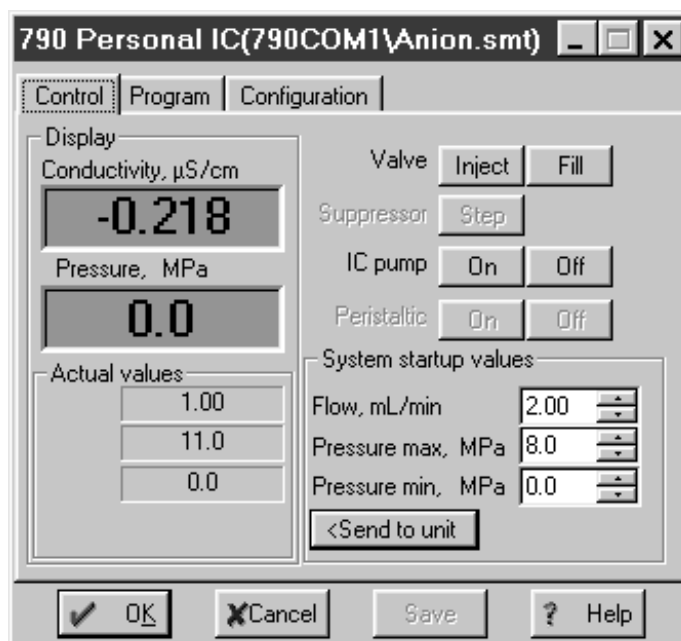 790 Personal IC(790COM1\Anion.smt)
Control Program Configuration
Display
Conductivity, µS/cm
-0.218
Pressure, MPa
0.0
Actual values
1.00
11.0
0.0
Valve Inject Fill
Suppressor Step
IC pump On Off
Peristaltic On Off
System startup values
Flow, mL/min 2.00
Pressure max, MPa 8.0
Pressure min, MPa 0.0
<Send to unit
OK Cancel Save ? Help